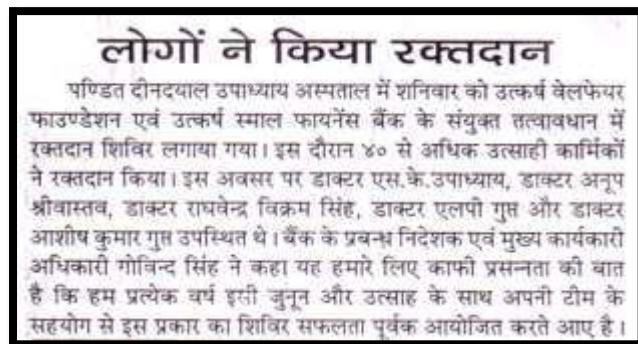 लोगों ने किया रक्तदान
पण्डित दीनदयाल उपाध्याय अस्पताल में शनिवार को उत्कर्ष वेलफेयर
फाउण्डेशन एवं उत्कर्ष स्माल फायनेंस बैंक के संयुक्त तत्वावधान में
रक्तदान शिविर लगाया गया। इस दौरान ४० से अधिक उत्साही कार्मिकों
ने रक्तदान किया। इस अवसर पर डाक्टर एस.के.उपाध्याय, डाक्टर अनूप
श्रीवास्तव, डाक्टर राघवेन्द्र विक्रम सिंह, डाक्टर एलपी गुप्त और डाक्टर
आशीष कुमार गुप्त उपस्थित थे। बैंक के प्रबन्ध निदेशक एवं मुख्य कार्यकारी
अधिकारी गोविन्द सिंह ने कहा यह हमारे लिए काफी प्रसन्नता की बात
है कि हम प्रत्येक वर्ष इसी जुनून और उत्साह के साथ अपनी टीम के
सहयोग से इस प्रकार का शिविर सफलता पूर्वक आयोजित करते आए है।